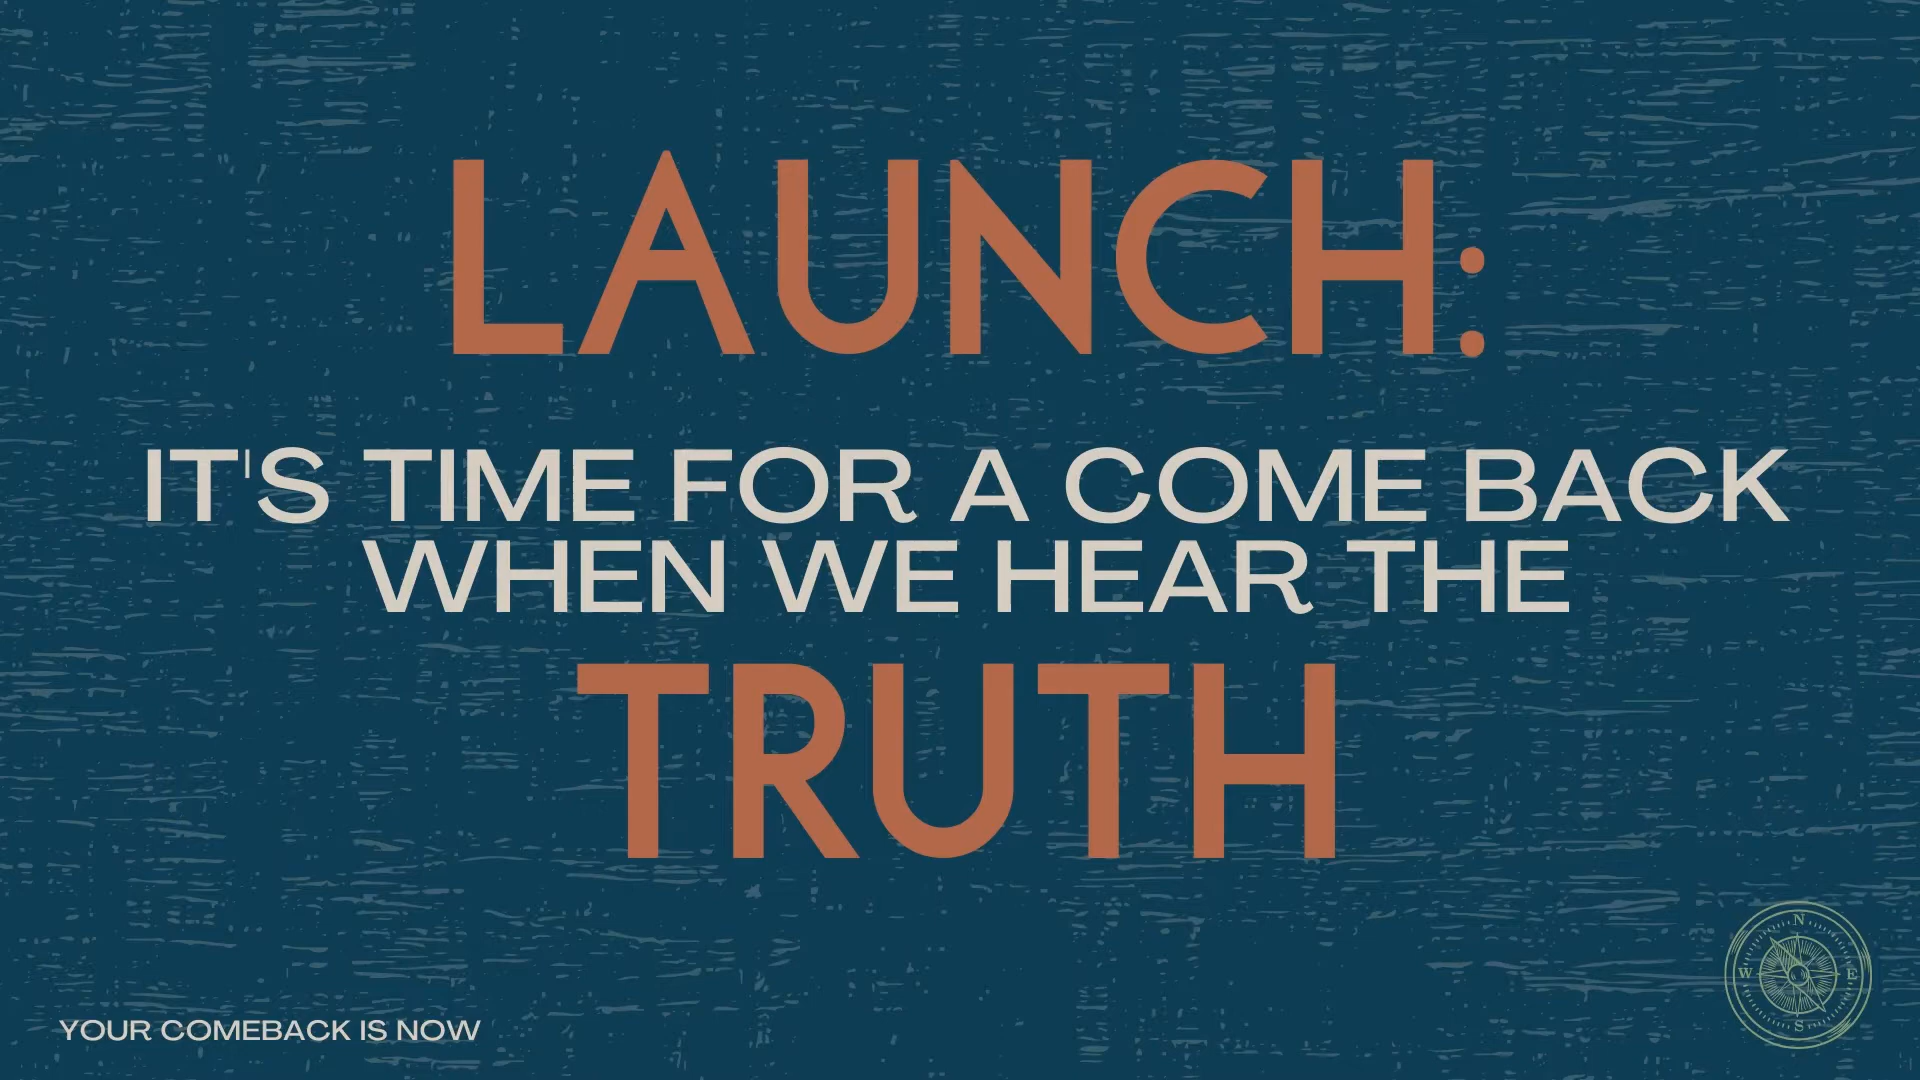 LAUNCH:
IT'S TIME FOR A COME BACK
WHEN WE HEAR THE
TRUTH
N
W E
S
YOUR COMEBACK IS NOW